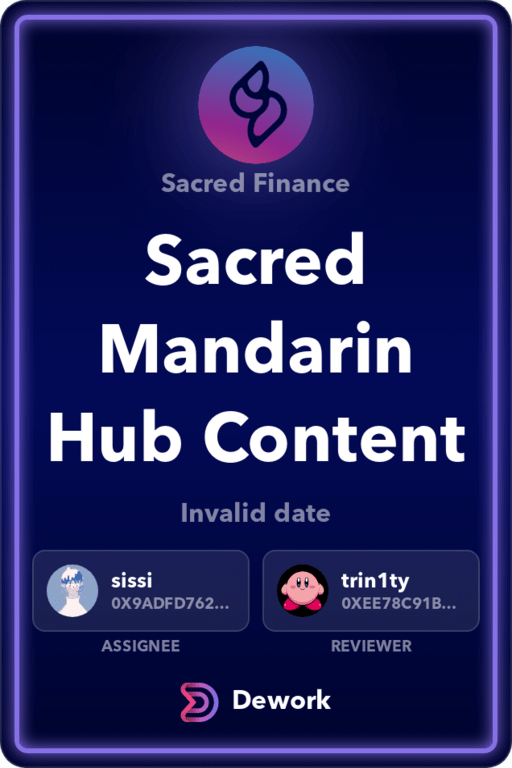 Sacred Finance
Sacred
Mandarin
Hub Content
Invalid date
sissi
0X9ADFD762...
ASSIGNEE
trin1ty
0XEE78C91B...
REVIEWER
Dework